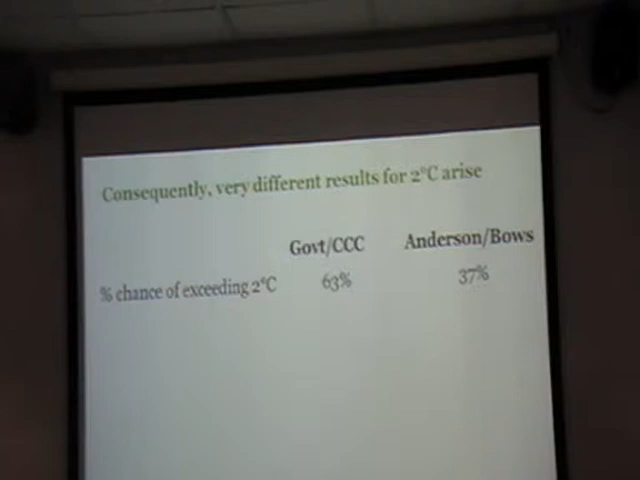 Consequently, very different results for 2°C arise
Govt/CCC Anderson/Bows
% chance of exceeding 2°C 63% 37%